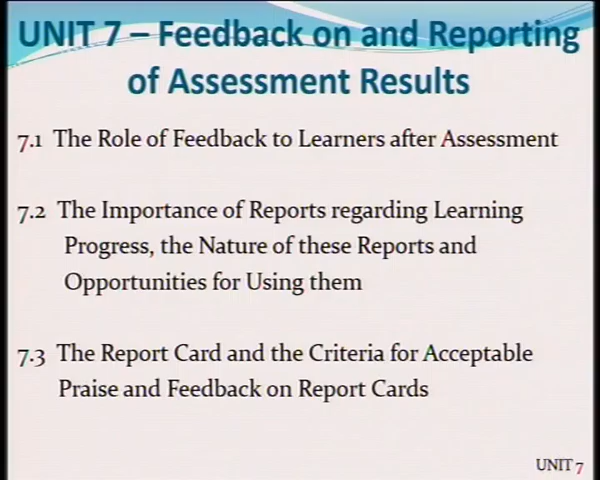 UNIT 7 – Feedback on and Reporting
of Assessment Results
7.1 The Role of Feedback to Learners after Assessment
7.2 The Importance of Reports regarding Learning
Progress, the Nature of these Reports and
Opportunities for Using them
7.3 The Report Card and the Criteria for Acceptable
Praise and Feedback on Report Cards
UNIT 7